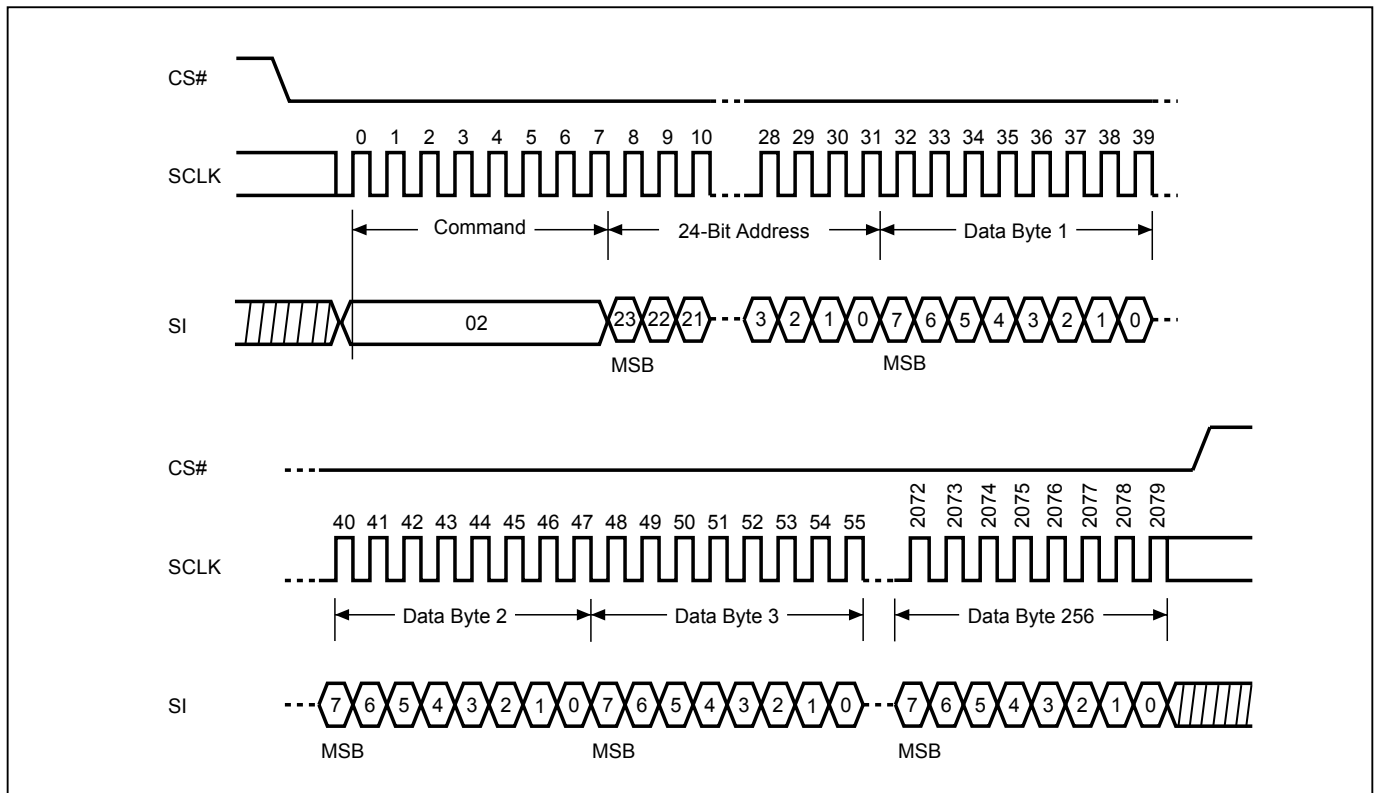 CS#
0 1 2 3 4 5 6 7 8 9 10 28 29 30 31 32 33 34 35 36 37 38 39
SCLK
Command 24-Bit Address Data Byte 1
SI 02 23 22 21 3 2 1 0 7 6 5 4 3 2 1 0
MSB MSB
CS#
2072 2073 2074 2075 2076 2077 2078 2079
40 41 42 43 44 45 46 47 48 49 50 51 52 53 54 55
SCLK
Data Byte 2 Data Byte 3 Data Byte 256
SI 7 6 5 4 3 2 1 0 7 6 5 4 3 2 1 0 7 6 5 4 3 2 1 0
MSB MSB MSB